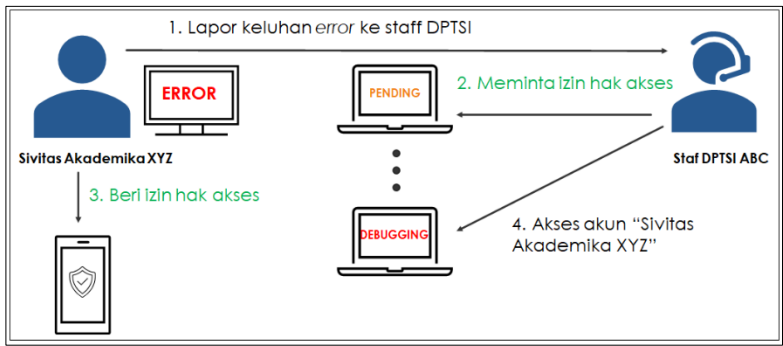 1. Lapor keluhan error ke staff DPTSI
ERROR
PENDING
2. Meminta izin hak akses
Sivitas Akademika XYZ
Staf DPTSI ABC
3. Beri izin hak akses
DEBUGGING
4. Akses akun “Sivitas
Akademika XYZ”